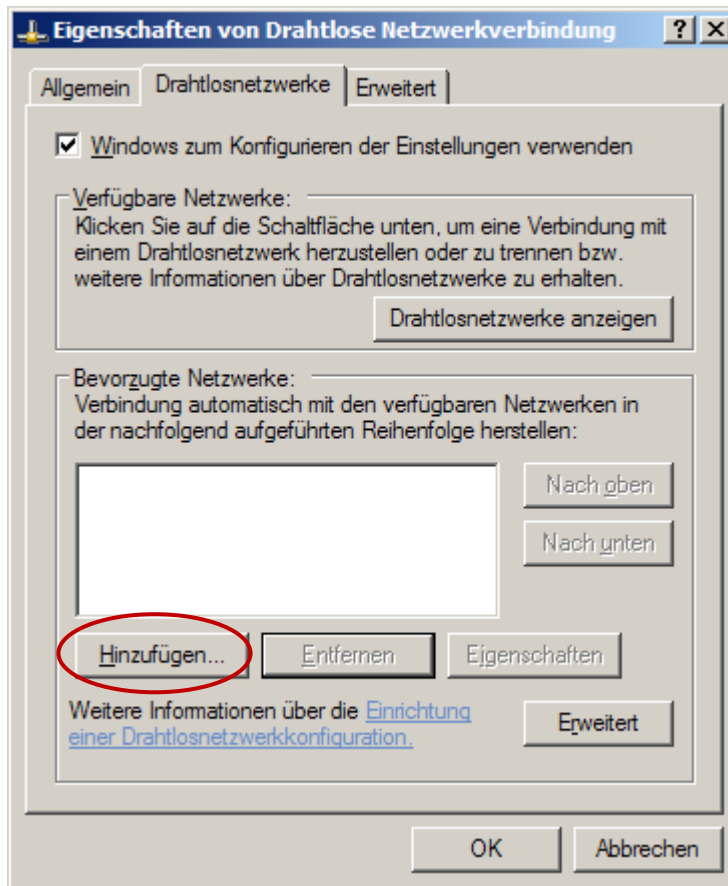 Eigenschaften von Drahtlose Netzwerkverbindung
Allgemein Drahtlosnetzwerke Erweitert
Windows zum Konfigurieren der Einstellungen verwenden
Verfügbare Netzwerke:
Klicken Sie auf die Schaltfläche unten, um eine Verbindung mit
einem Drahtlosnetzwerk herzustellen oder zu trennen bzw.
weitere Informationen über Drahtlosnetzwerke zu erhalten.
Drahtlosnetzwerke anzeigen
Bevorzugte Netzwerke:
Verbindung automatisch mit den verfügbaren Netzwerken in
der nachfolgend aufgeführten Reihenfolge herstellen:
Nach oben
Nach unten
Hinzufügen... Entfernen Eigenschaften
Weitere Informationen über die Einrichtung
einer Drahtlosnetzwerkkonfiguration.
Erweitert
OK Abbrechen